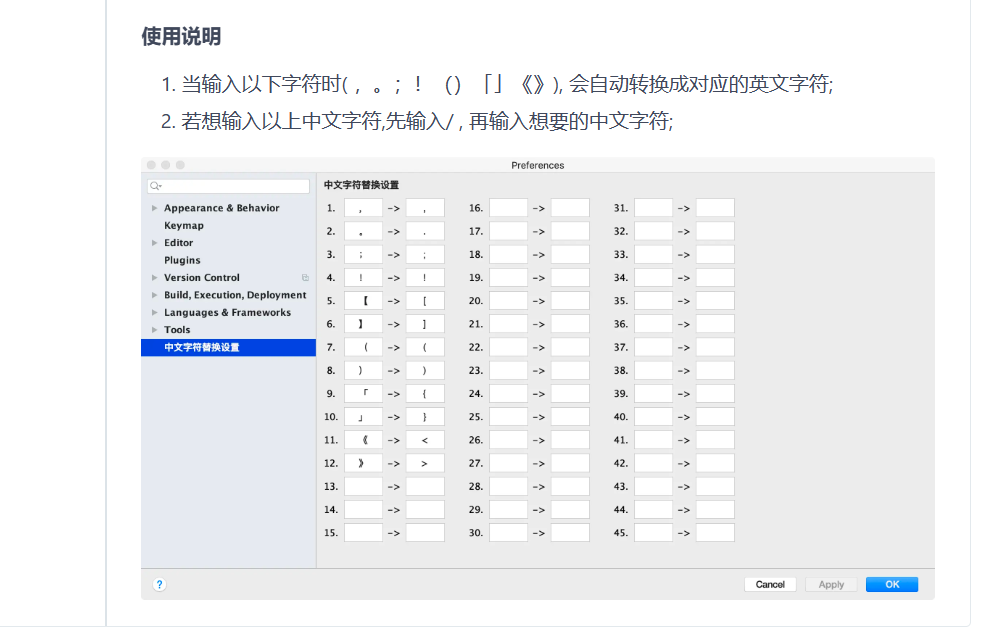 使用说明
1. 当输入以下字符时( ，。；！（）「」《》), 会自动转换成对应的英文字符;
2. 若想输入以上中文字符,先输入/ , 再输入想要的中文字符;
Preferences
中文字符替换设置
Appearance & Behavior
Keymap
Editor
Plugins
Version Control
Build, Execution, Deployment
Languages & Frameworks
Tools
中文字符替换设置
1. ， -> , 16. -> 31. ->
2. 。 -> . 17. -> 32. ->
3. ； -> ; 18. -> 33. ->
4. ！ -> ! 19. -> 34. ->
5. 【 -> [ 20. -> 35. ->
6. 】 -> ] 21. -> 36. ->
7. （ -> ( 22. -> 37. ->
8. ） -> ) 23. -> 38. ->
9. 「 -> { 24. -> 39. ->
10. 」 -> } 25. -> 40. ->
11. 《 -> < 26. -> 41. ->
12. 》 -> > 27. -> 42. ->
13. -> 28. -> 43. ->
14. -> 29. -> 44. ->
15. -> 30. -> 45. ->
? Cancel Apply OK